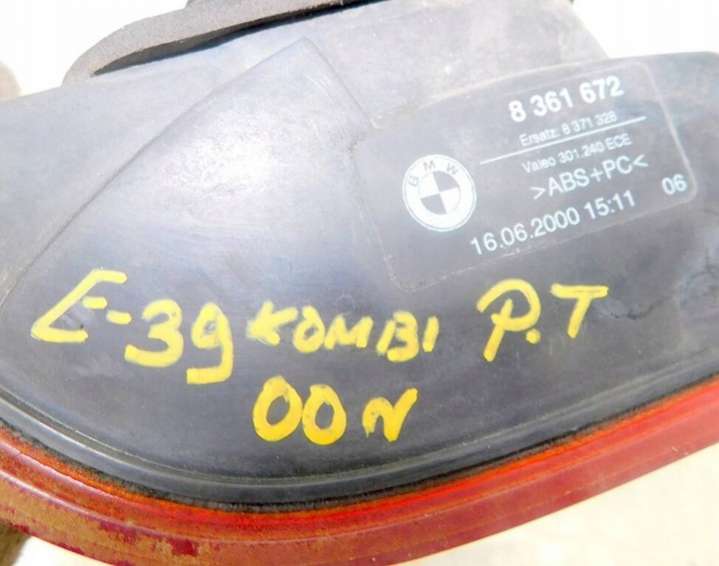 8 361 672
Ersatz: 8 371 328
Valeo 301.240 ECE
>ABS+PC<
BMW
16.06.2000 15:11 06
E-39 KOMBI P.T
00N